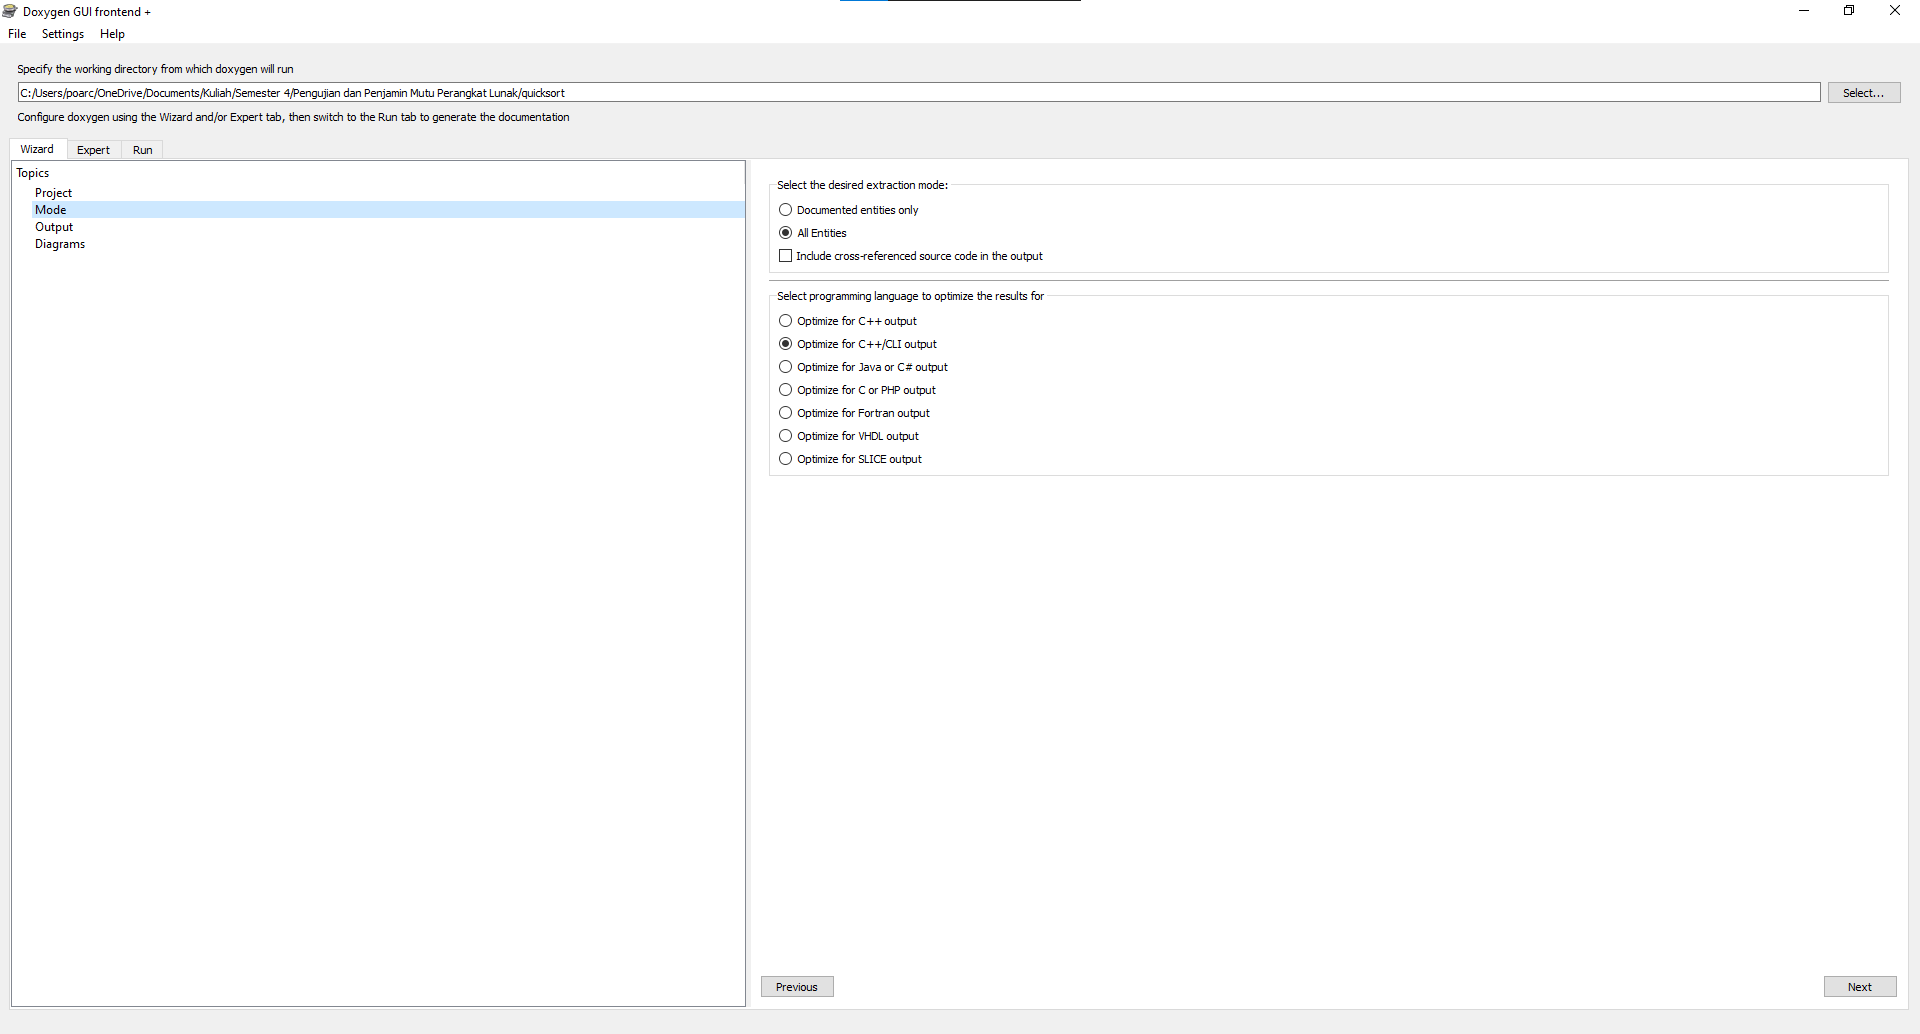 Doxygen GUI frontend +
File Settings Help
Specify the working directory from which doxygen will run
C:/Users/poarc/OneDrive/Documents/Kuliah/Semester 4/Pengujian dan Penjamin Mutu Perangkat Lunak/quicksort
Select...
Configure doxygen using the Wizard and/or Expert tab, then switch to the Run tab to generate the documentation
Wizard Expert Run
Topics
Project
Mode
Output
Diagrams
Select the desired extraction mode:
Documented entities only
All Entities
Include cross-referenced source code in the output
Select programming language to optimize the results for
Optimize for C++ output
Optimize for C++/CLI output
Optimize for Java or C# output
Optimize for C or PHP output
Optimize for Fortran output
Optimize for VHDL output
Optimize for SLICE output
Previous
Next